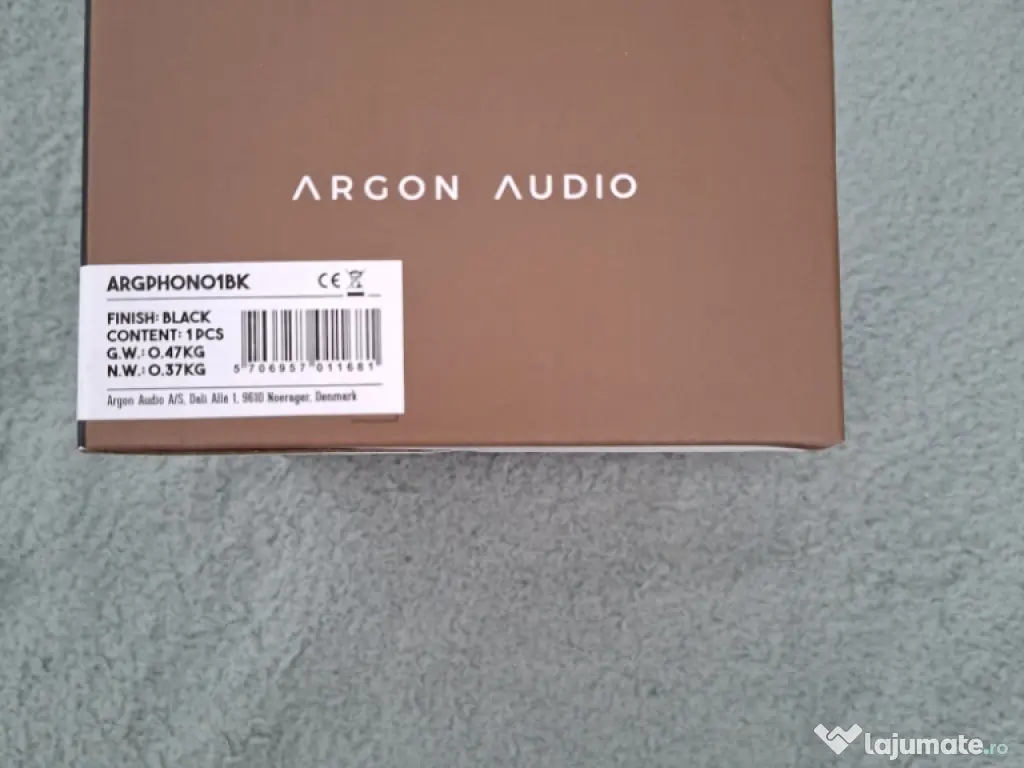 ARGON AUDIO
ARGPHONO1BK CE
FINISH: BLACK
CONTENT: 1 PCS
G.W.: 0.47KG
N.W.: 0.37KG
5 706957 011681
Argon Audio A/S, Dali Alle 1, 9610 Noerager, Denmark
lajumate.ro